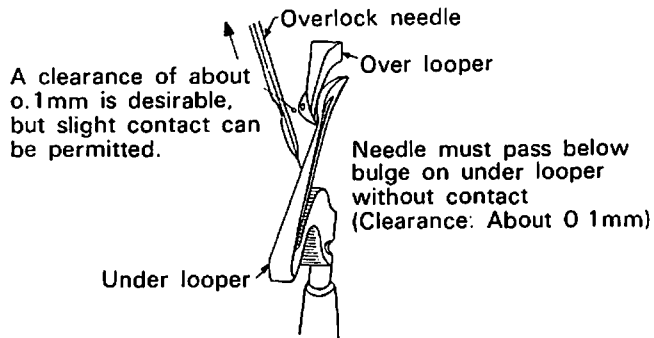 Overlock needle
Over looper
A clearance of about
o.1mm is desirable,
but slight contact can
be permitted.
Needle must pass below
bulge on under looper
without contact
(Clearance: About 0 1mm)
Under looper